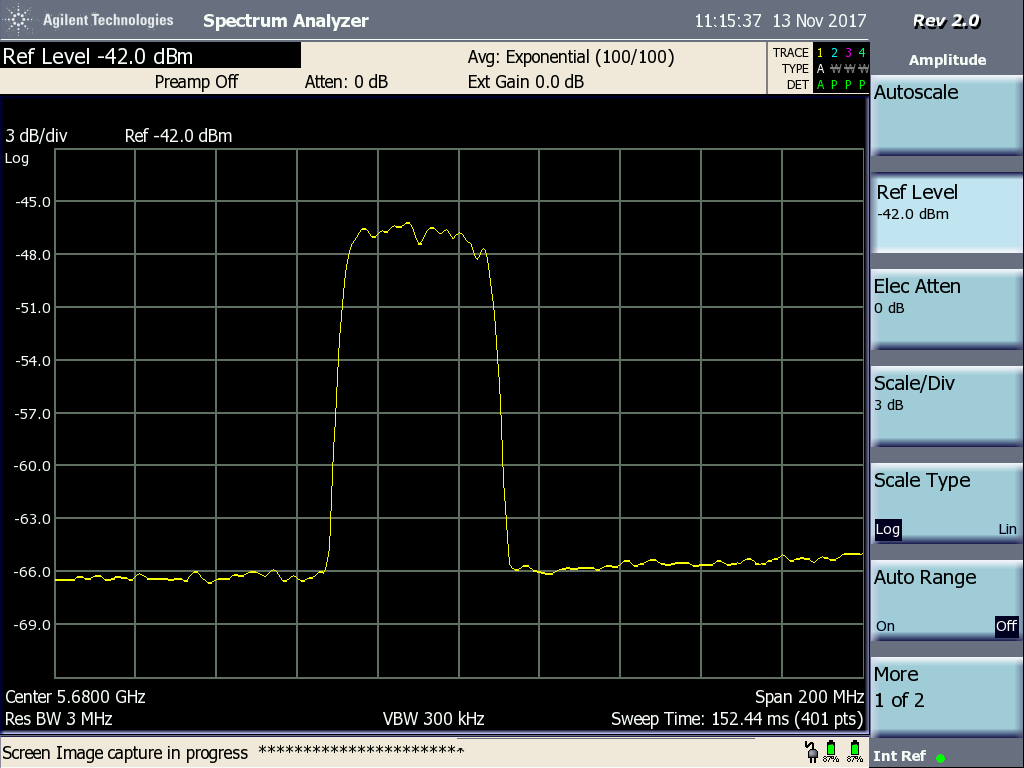 Agilent Technologies Spectrum Analyzer 11:15:37 13 Nov 2017 Rev 2.0
Ref Level -42.0 dBm Avg: Exponential (100/100) TRACE 1 2 3 4
TYPE A W W W
Preamp Off Atten: 0 dB Ext Gain 0.0 dB DET A P P P
Amplitude
3 dB/div Ref -42.0 dBm
Log
-45.0
-48.0
-51.0
-54.0
-57.0
-60.0
-63.0
-66.0
-69.0
Center 5.6800 GHz Span 200 MHz
Res BW 3 MHz VBW 300 kHz Sweep Time: 152.44 ms (401 pts)
Screen Image capture in progress ************************
87% 87%
Autoscale
Ref Level
-42.0 dBm
Elec Atten
0 dB
Scale/Div
3 dB
Scale Type
Log Lin
Auto Range
On Off
More
1 of 2
Int Ref